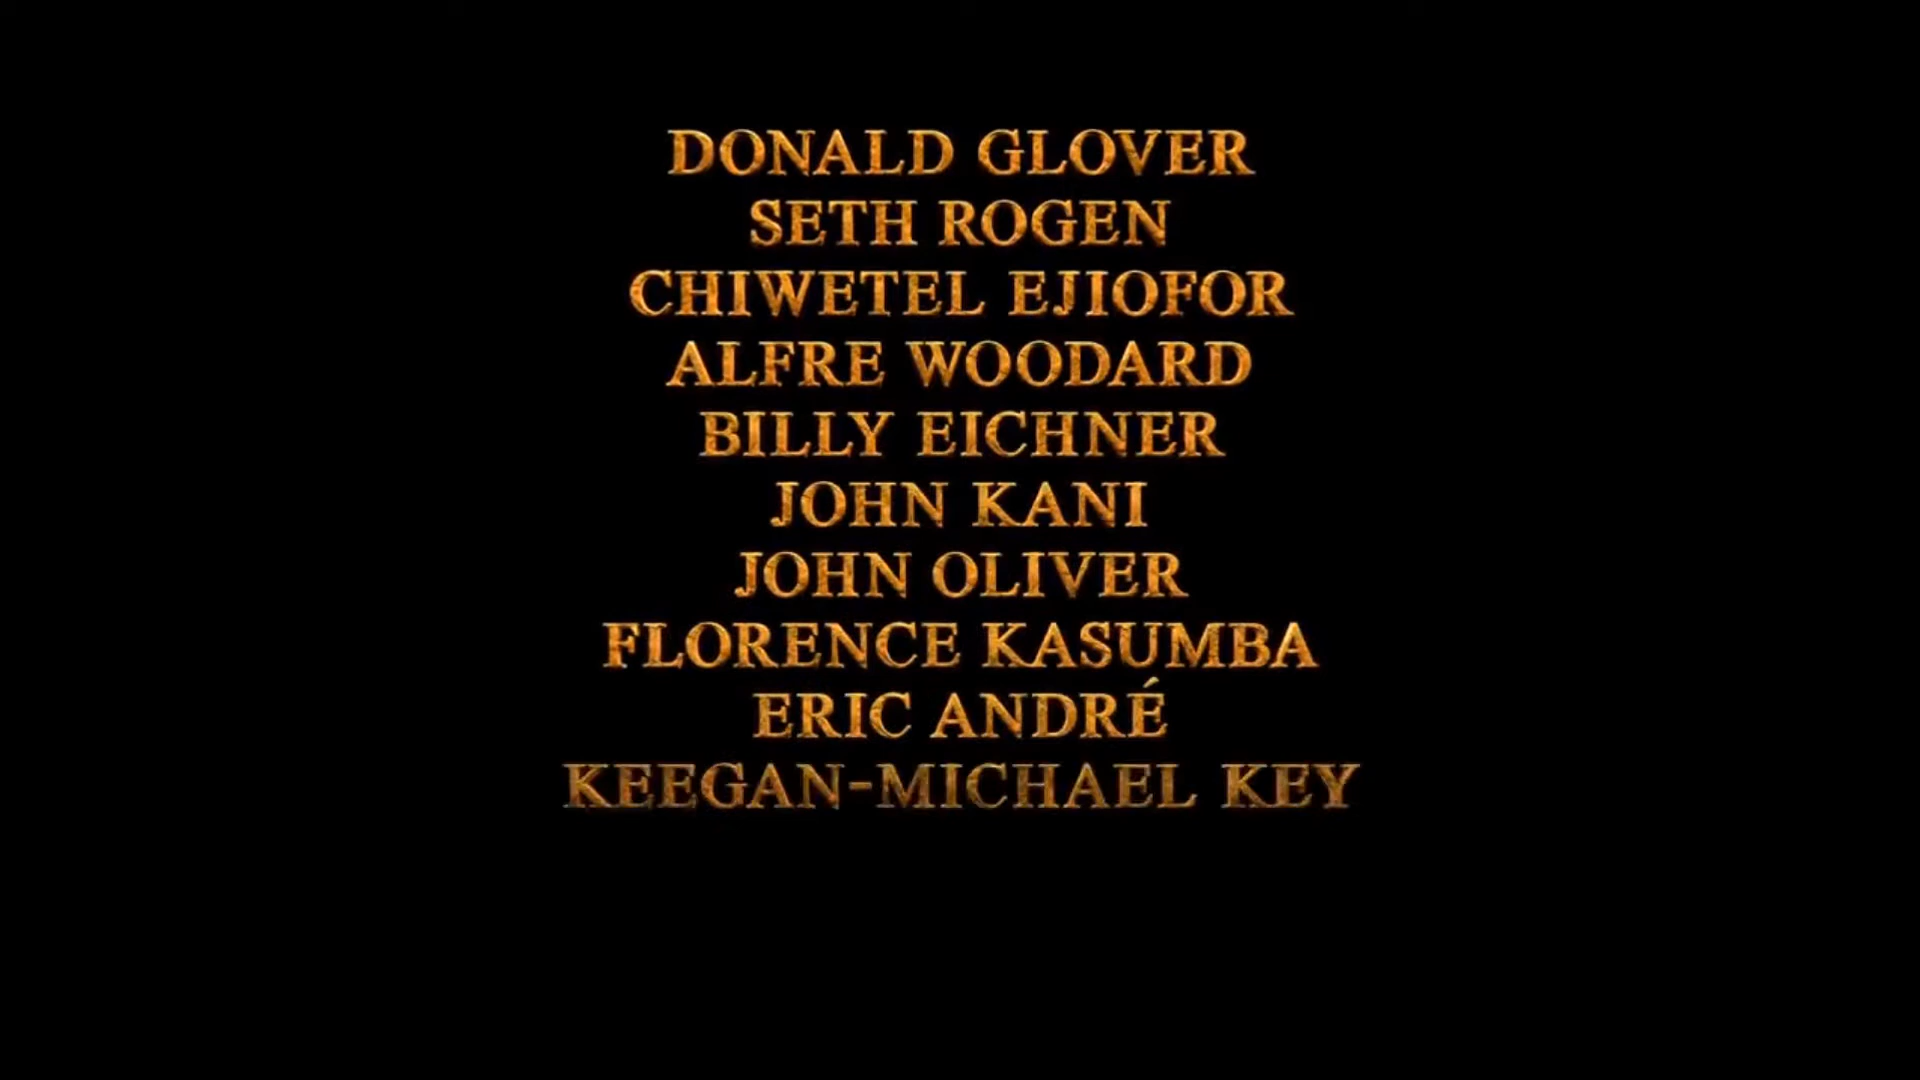 DONALD GLOVER
SETH ROGEN
CHIWETEL EJIOFOR
ALFRE WOODARD
BILLY EICHNER
JOHN KANI
JOHN OLIVER
FLORENCE KASUMBA
ERIC ANDRÉ
KEEGAN-MICHAEL KEY